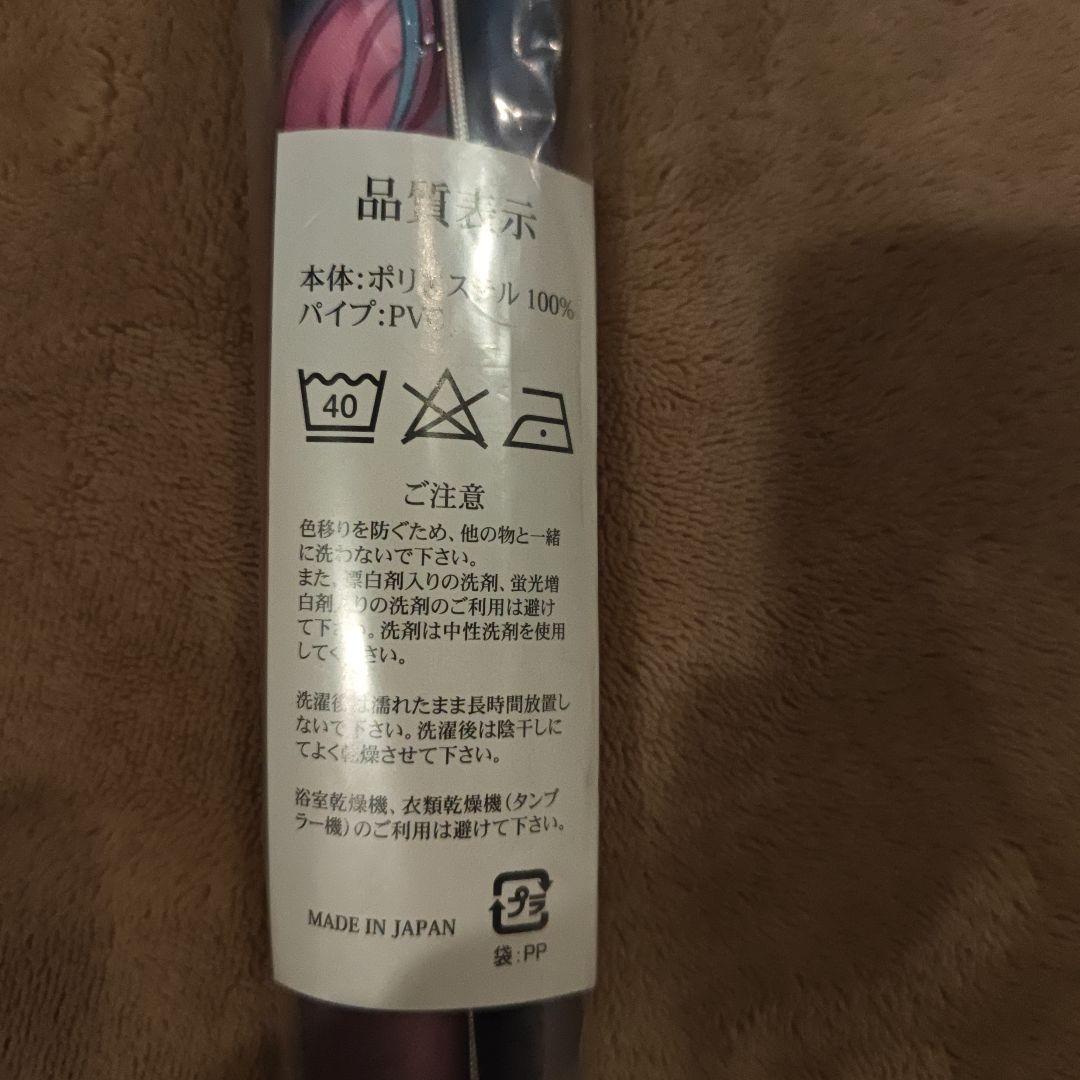 品質表示
本体:ポリエステル 100%
パイプ:PVC
40
ご注意
色移りを防ぐため、他の物と一緒
に洗わないで下さい。
また、漂白剤入りの洗剤、蛍光増
白剤入りの洗剤のご利用は避け
て下さい。洗剤は中性洗剤を使用
して下さい。
洗濯後は濡れたまま長時間放置し
ないで下さい。洗濯後は陰干しに
てよく乾燥させて下さい。
浴室乾燥機、衣類乾燥機(タンブ
ラー機)のご利用は避けて下さい。
MADE IN JAPAN
プラ
袋:PP